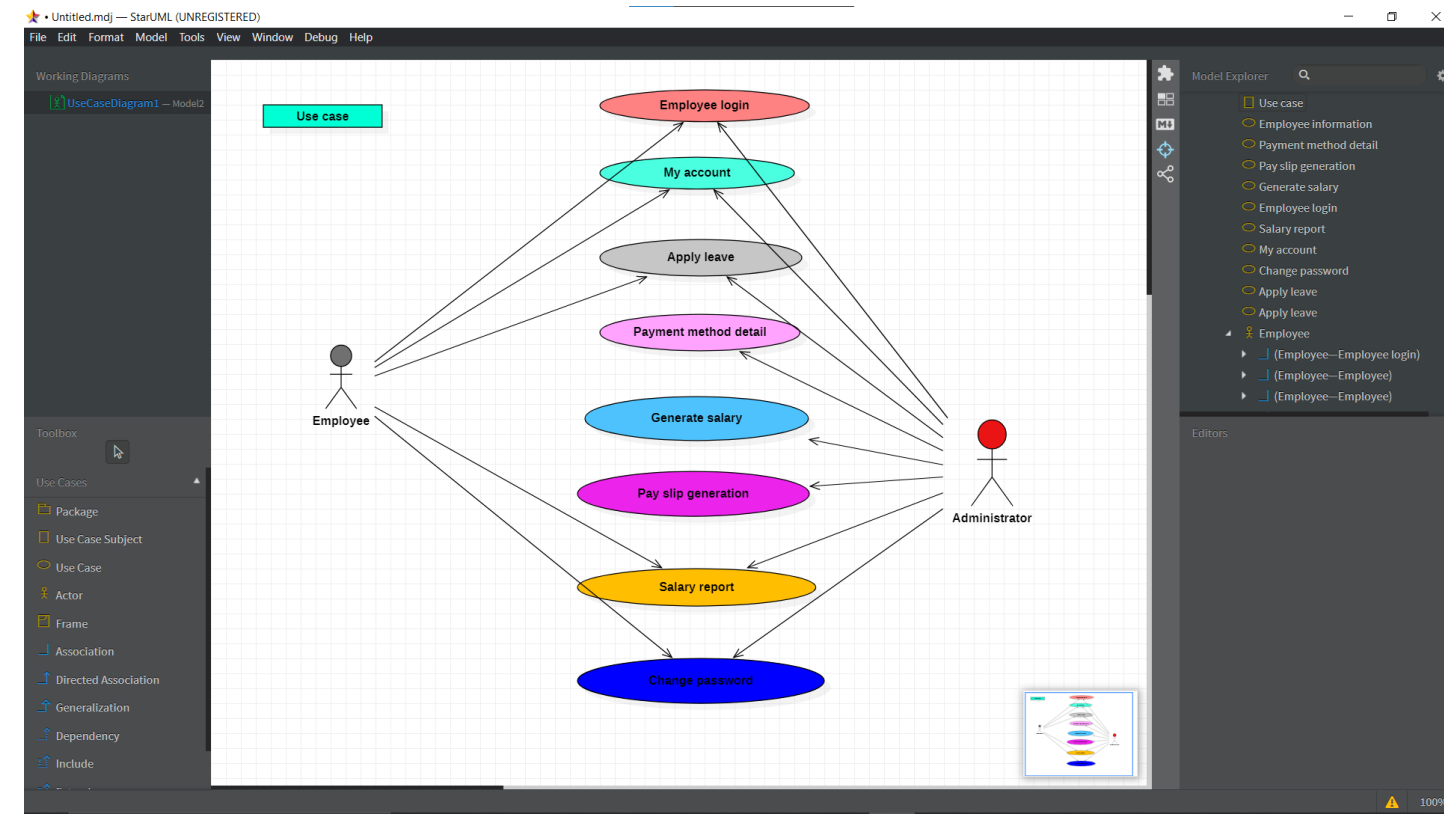 • Untitled.mdj — StarUML (UNREGISTERED)
File Edit Format Model Tools View Window Debug Help
Working Diagrams
UseCaseDiagram1 — Model2
Toolbox
Use Cases
Package
Use Case Subject
Use Case
Actor
Frame
Association
Directed Association
Generalization
Dependency
Include
Use case
Employee login
My account
Apply leave
Payment method detail
Generate salary
Pay slip generation
Salary report
Change password
Employee
Administrator
M
Model Explorer
Use case
Employee information
Payment method detail
Pay slip generation
Generate salary
Employee login
Salary report
My account
Change password
Apply leave
Apply leave
Employee
(Employee—Employee login)
(Employee—Employee)
(Employee—Employee)
Editors
100%